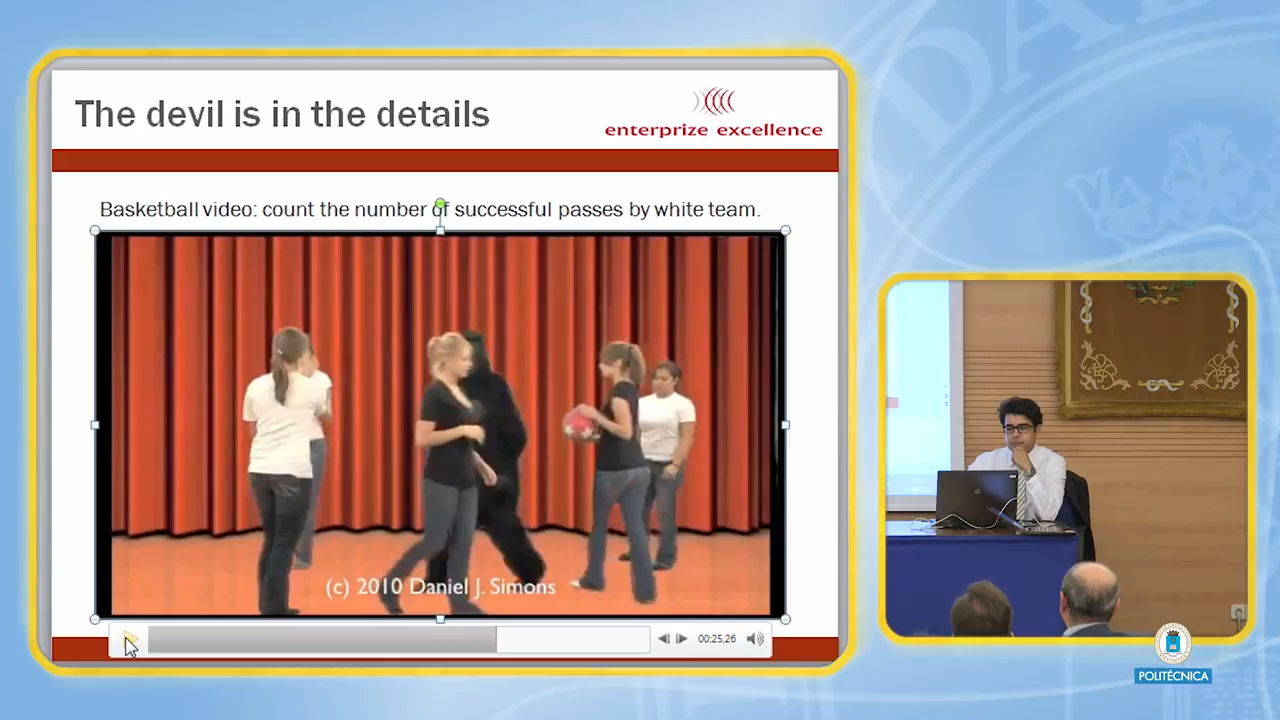 The devil is in the details
enterprize excellence
Basketball video: count the number of successful passes by white team.
(c) 2010 Daniel J. Simons
00:25,26
POLITÉCNICA